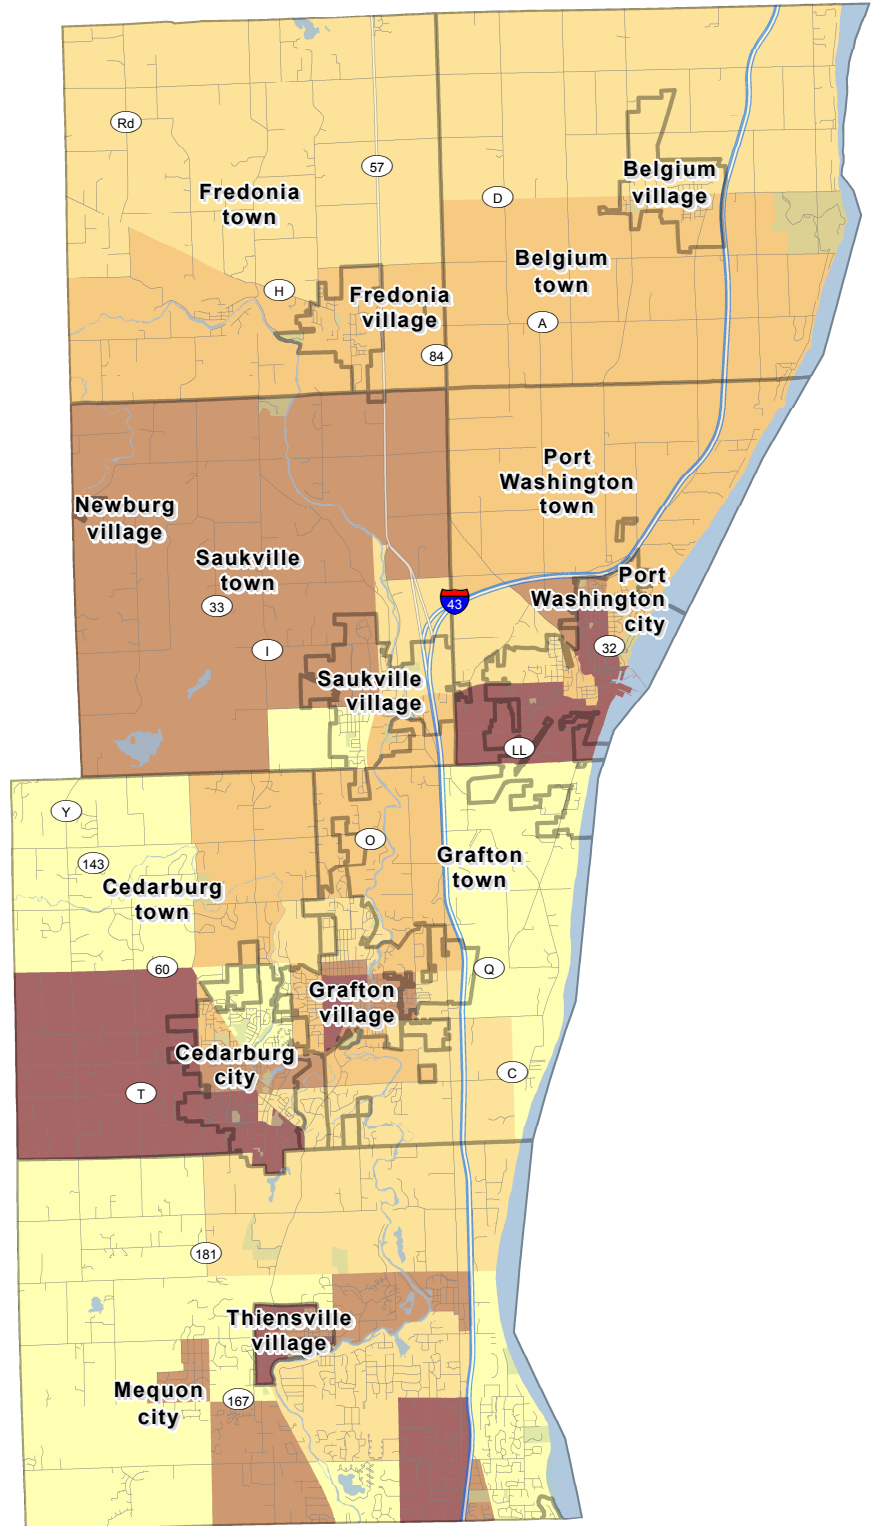 Rd
57
Belgium
village
Fredonia
town
D
Belgium
town
H
Fredonia
village
A
84
Port
Washington
town
Newburg
village
Saukville
town
Port
Washington
city
43
33
32
I
Saukville
village
LL
Y
O
143
Grafton
town
Cedarburg
town
60
Q
Grafton
village
Cedarburg
city
C
T
181
Thiensville
village
Mequon
city
167